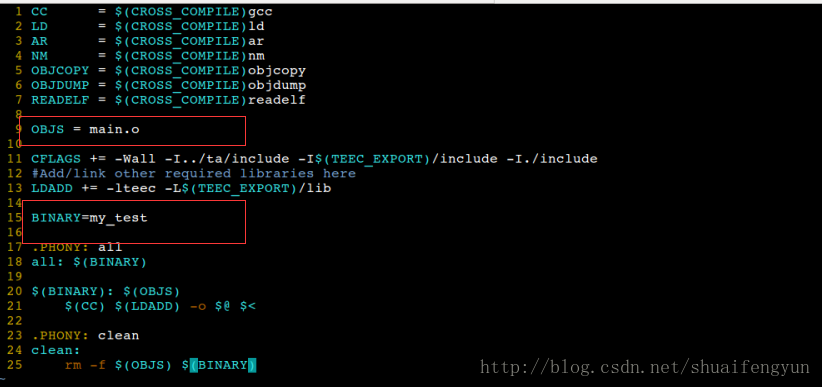 1 CC      = $(CROSS_COMPILE)gcc
2 LD      = $(CROSS_COMPILE)ld
3 AR      = $(CROSS_COMPILE)ar
4 NM      = $(CROSS_COMPILE)nm
5 OBJCOPY = $(CROSS_COMPILE)objcopy
6 OBJDUMP = $(CROSS_COMPILE)objdump
7 READELF = $(CROSS_COMPILE)readelf
8
9 OBJS = main.o
10
11 CFLAGS += -Wall -I../ta/include -I$(TEEC_EXPORT)/include -I./include
12 #Add/link other required libraries here
13 LDADD += -lteec -L$(TEEC_EXPORT)/lib
14
15 BINARY=my_test
16
17 .PHONY: all
18 all: $(BINARY)
19
20 $(BINARY): $(OBJS)
21     $(CC) $(LDADD) -o $@ $<
22
23 .PHONY: clean
24 clean:
25     rm -f $(OBJS) $(BINARY)
~
http://blog.csdn.net/shuaifengyun